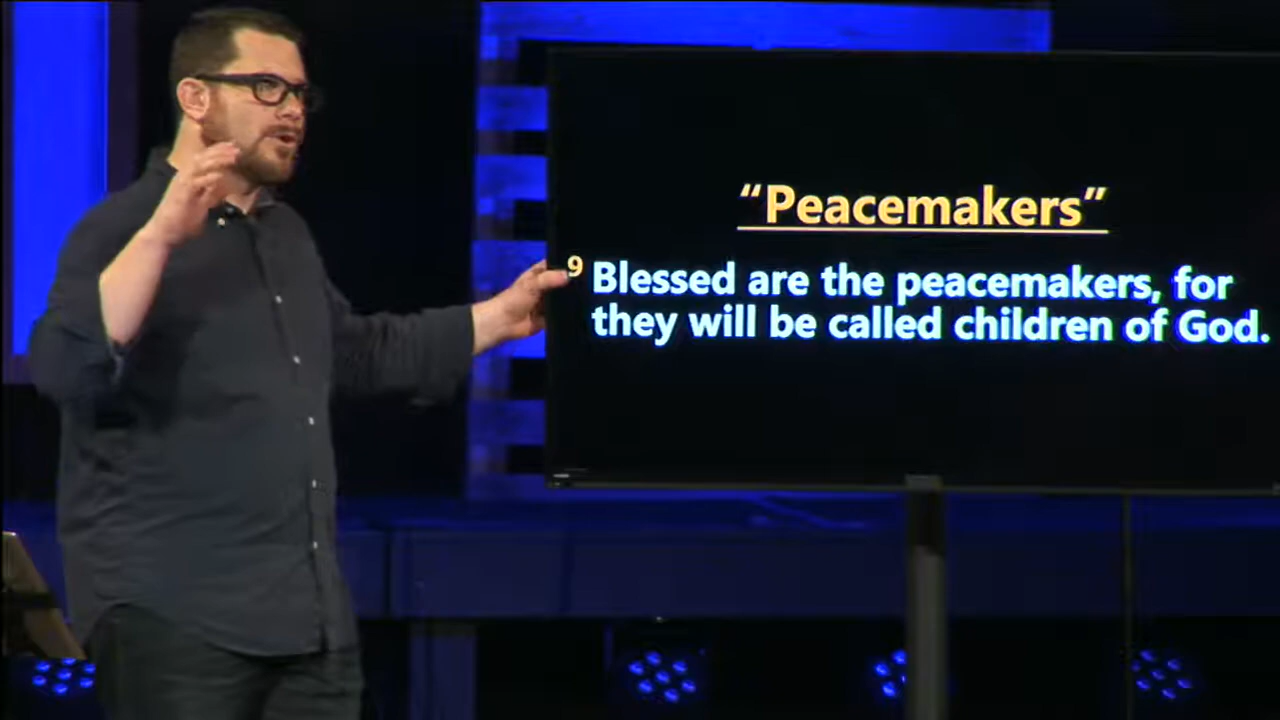 “Peacemakers”
9 Blessed are the peacemakers, for
they will be called children of God.